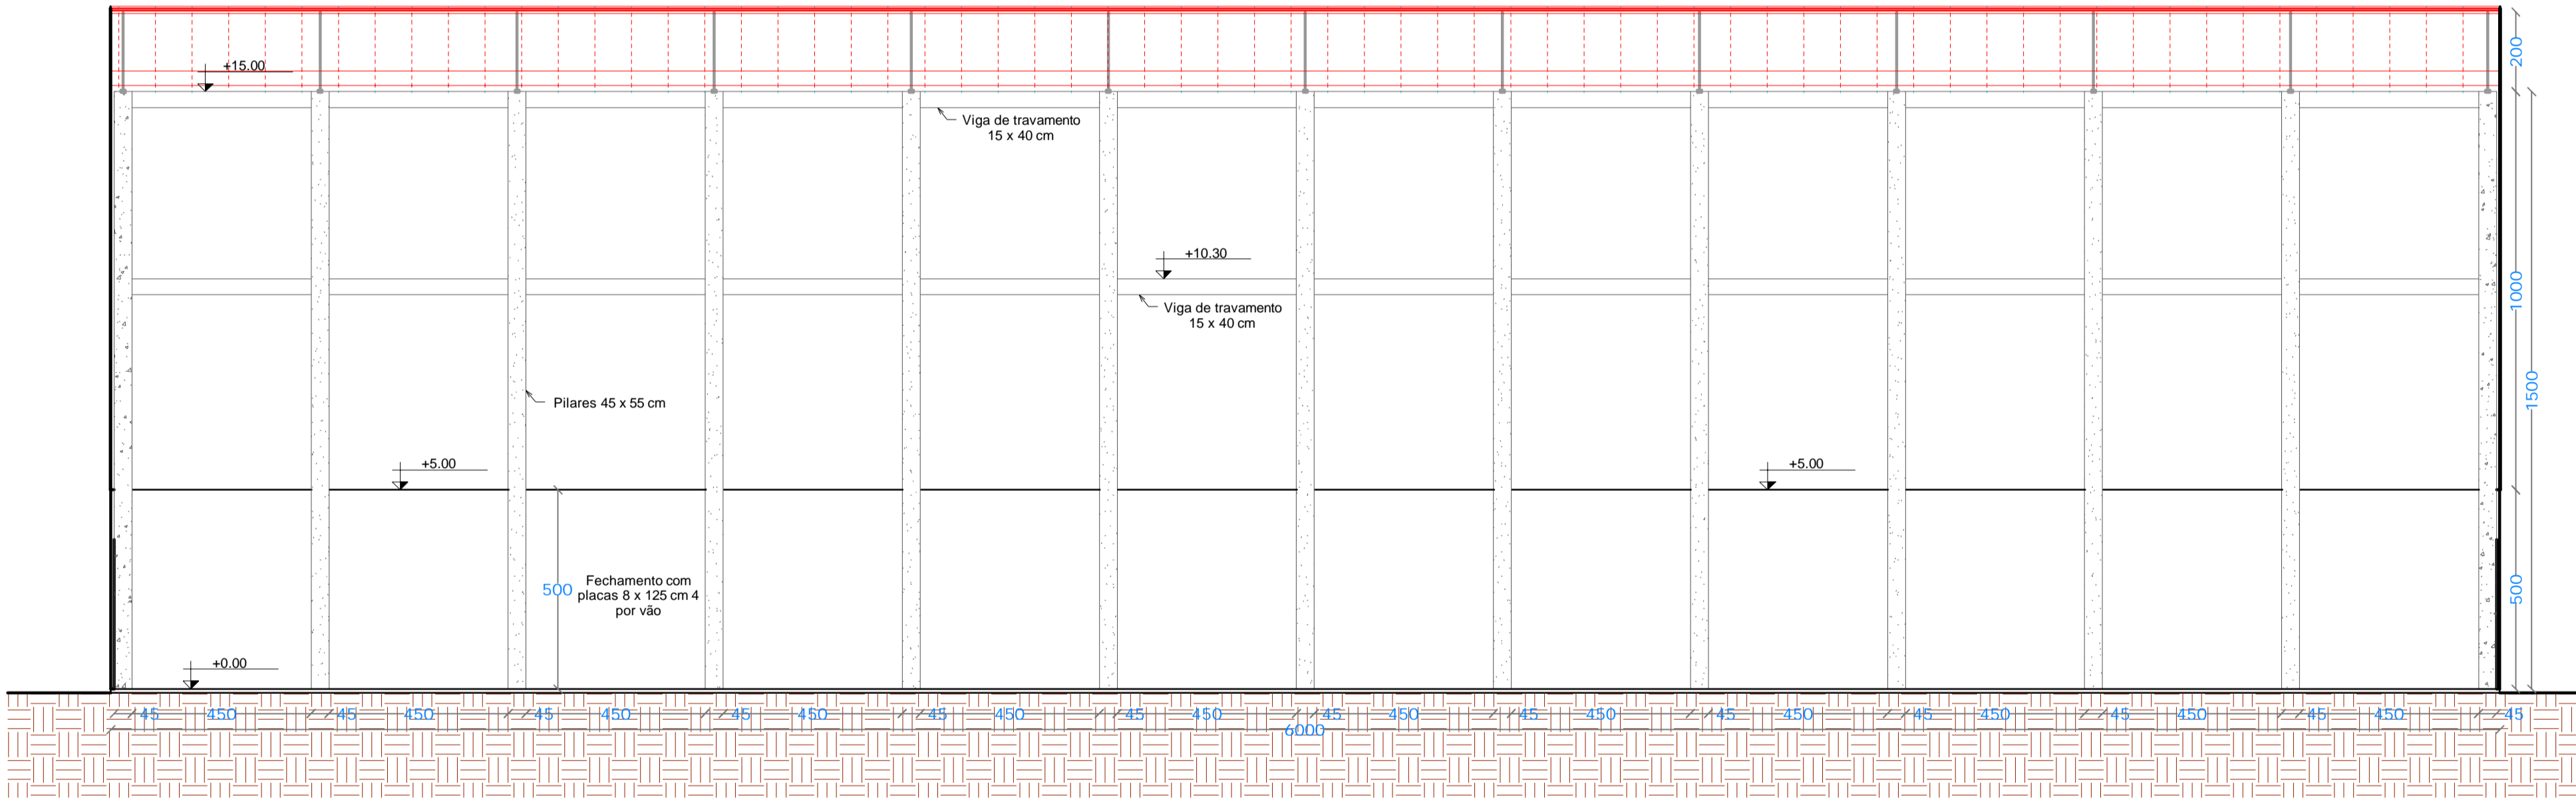 200
+15.00
Viga de travamento
15 x 40 cm
+10.30
1000
Viga de travamento
15 x 40 cm
1500
Pilares 45 x 55 cm
+5.00
+5.00
500
Fechamento com
placas 8 x 125 cm 4
por vão
500
+0.00
45 450 45 450 45 450 45 450 45 450 45 450 45 450 45 450 45 450 45 450 45 450 45 450 45
6000